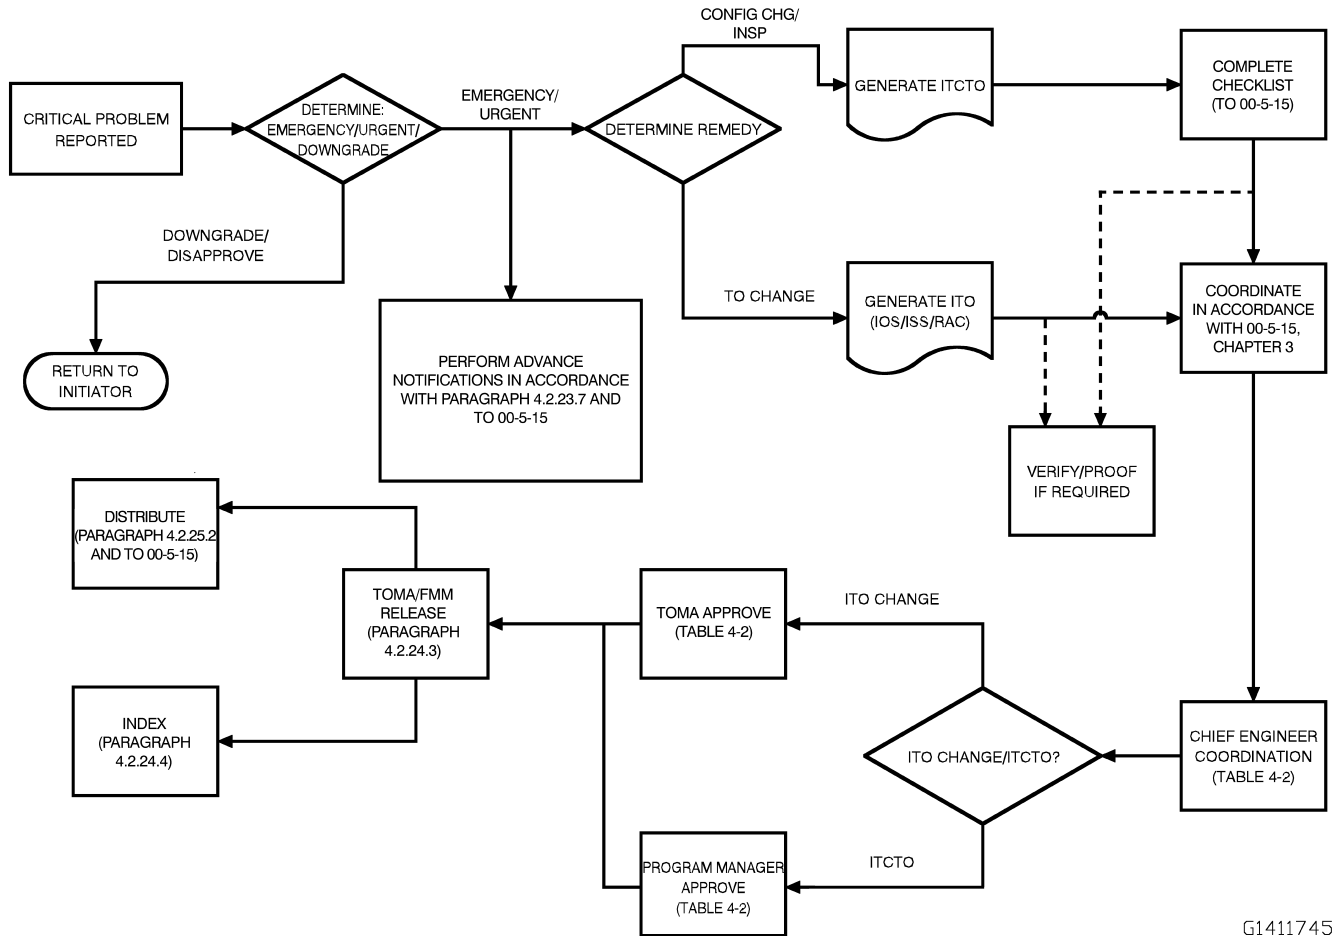 CONFIG CHG/
INSP
CRITICAL PROBLEM
REPORTED
DETERMINE:
EMERGENCY/URGENT/
DOWNGRADE
EMERGENCY/
URGENT
DETERMINE REMEDY
GENERATE ITCTO
COMPLETE
CHECKLIST
(TO 00-5-15)
DOWNGRADE/
DISAPPROVE
RETURN TO
INITIATOR
PERFORM ADVANCE
NOTIFICATIONS IN ACCORDANCE
WITH PARAGRAPH 4.2.23.7 AND
TO 00-5-15
TO CHANGE
GENERATE ITO
(IOS/ISS/RAC)
COORDINATE
IN ACCORDANCE
WITH 00-5-15,
CHAPTER 3
VERIFY/PROOF
IF REQUIRED
DISTRIBUTE
(PARAGRAPH 4.2.25.2
AND TO 00-5-15)
TOMA/FMM
RELEASE
(PARAGRAPH
4.2.24.3)
TOMA APPROVE
(TABLE 4-2)
ITO CHANGE
INDEX
(PARAGRAPH
4.2.24.4)
ITO CHANGE/ITCTO?
CHIEF ENGINEER
COORDINATION
(TABLE 4-2)
PROGRAM MANAGER
APPROVE
(TABLE 4-2)
ITCTO
G1411745